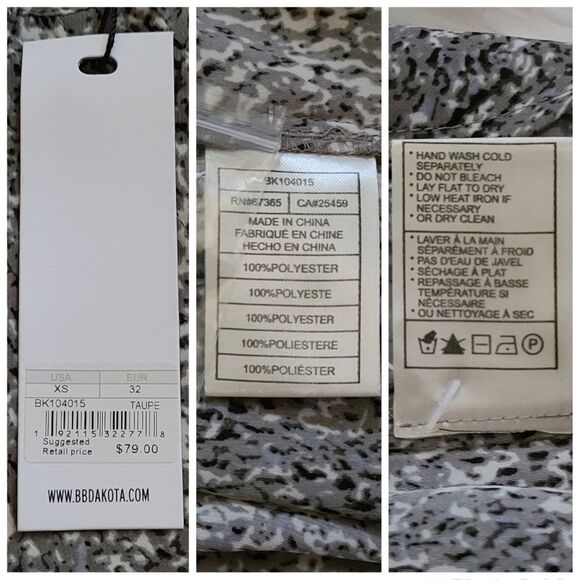 USA EUR
XS 32
BK104015 TAUPE
1 92115 32277 8
Suggested
Retail price $79.00
WWW.BBDAKOTA.COM
BK104015
RN#67365 CA#25459
MADE IN CHINA
FABRIQUÉ EN CHINE
HECHO EN CHINA
100%POLYESTER
100%POLYESTE
100%POLYESTER
100%POLIESTERE
100%POLIÉSTER
* HAND WASH COLD
SEPARATELY
* DO NOT BLEACH
* LAY FLAT TO DRY
* LOW HEAT IRON IF
NECESSARY
* OR DRY CLEAN
* LAVER À LA MAIN
SÉPARÉMENT À FROID
* PAS D'EAU DE JAVEL
* SÉCHAGE À PLAT
* REPASSAGE À BASSE
TEMPÉRATURE SI
NÉCESSAIRE
* OU NETTOYAGE À SEC
P